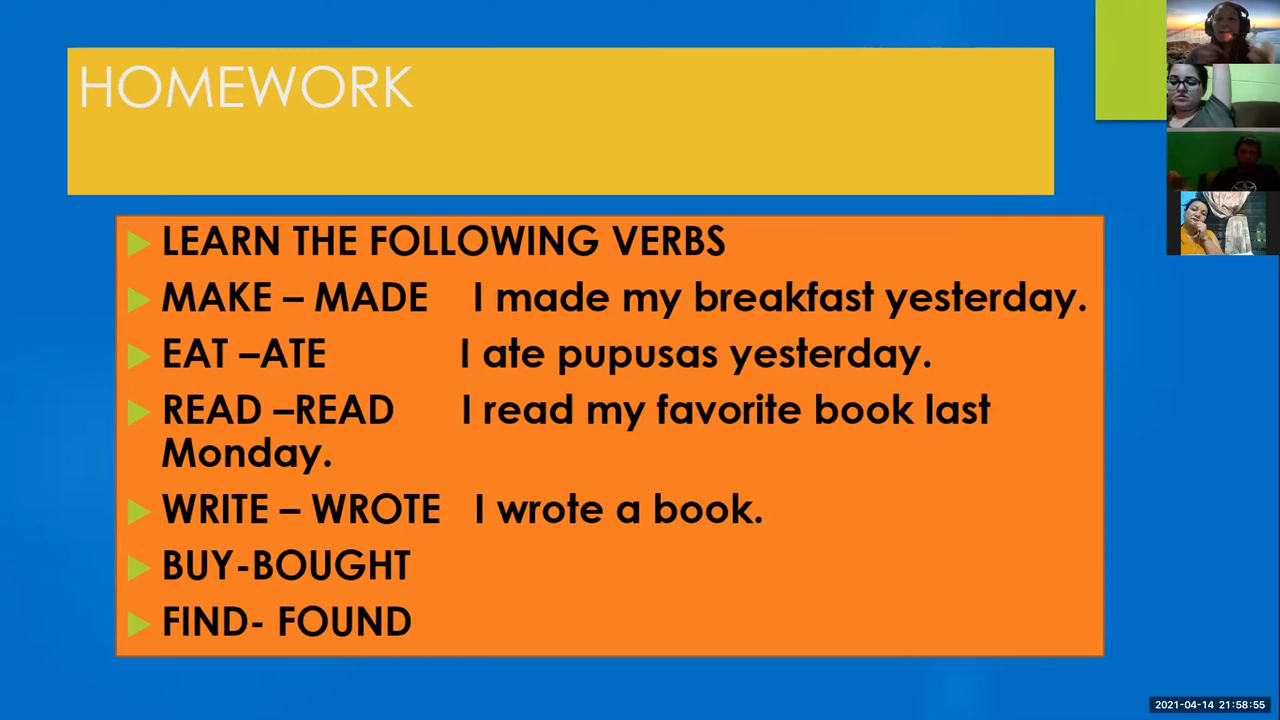 HOMEWORK
LEARN THE FOLLOWING VERBS
MAKE – MADE I made my breakfast yesterday.
EAT –ATE I ate pupusas yesterday.
READ –READ I read my favorite book last
Monday.
WRITE – WROTE I wrote a book.
BUY-BOUGHT
FIND- FOUND
2021-04-14 21:58:55